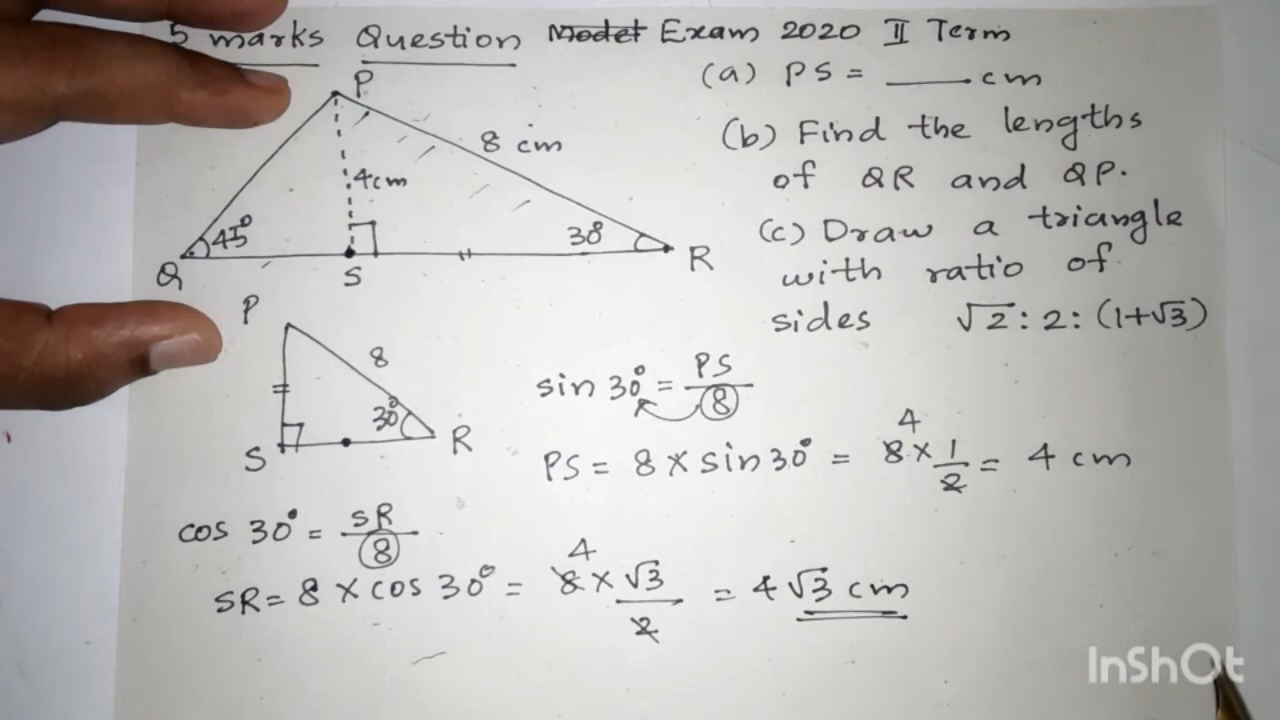 5 marks Question Model Exam 2020 II Term
(a) PS = ____ cm
(b) Find the lengths
of QR and QP.
(c) Draw a triangle
with ratio of
sides √2 : 2 : (1+√3)
P
8 cm
4cm
45°
30°
Q
S
R
P
8
30°
S
R
sin 30° = PS/8
PS = 8 × sin 30° = 8 × 1/2 = 4 cm
4
cos 30° = SR/8
SR = 8 × cos 30° = 8 × √3/2 = 4√3 cm
4
InShOt